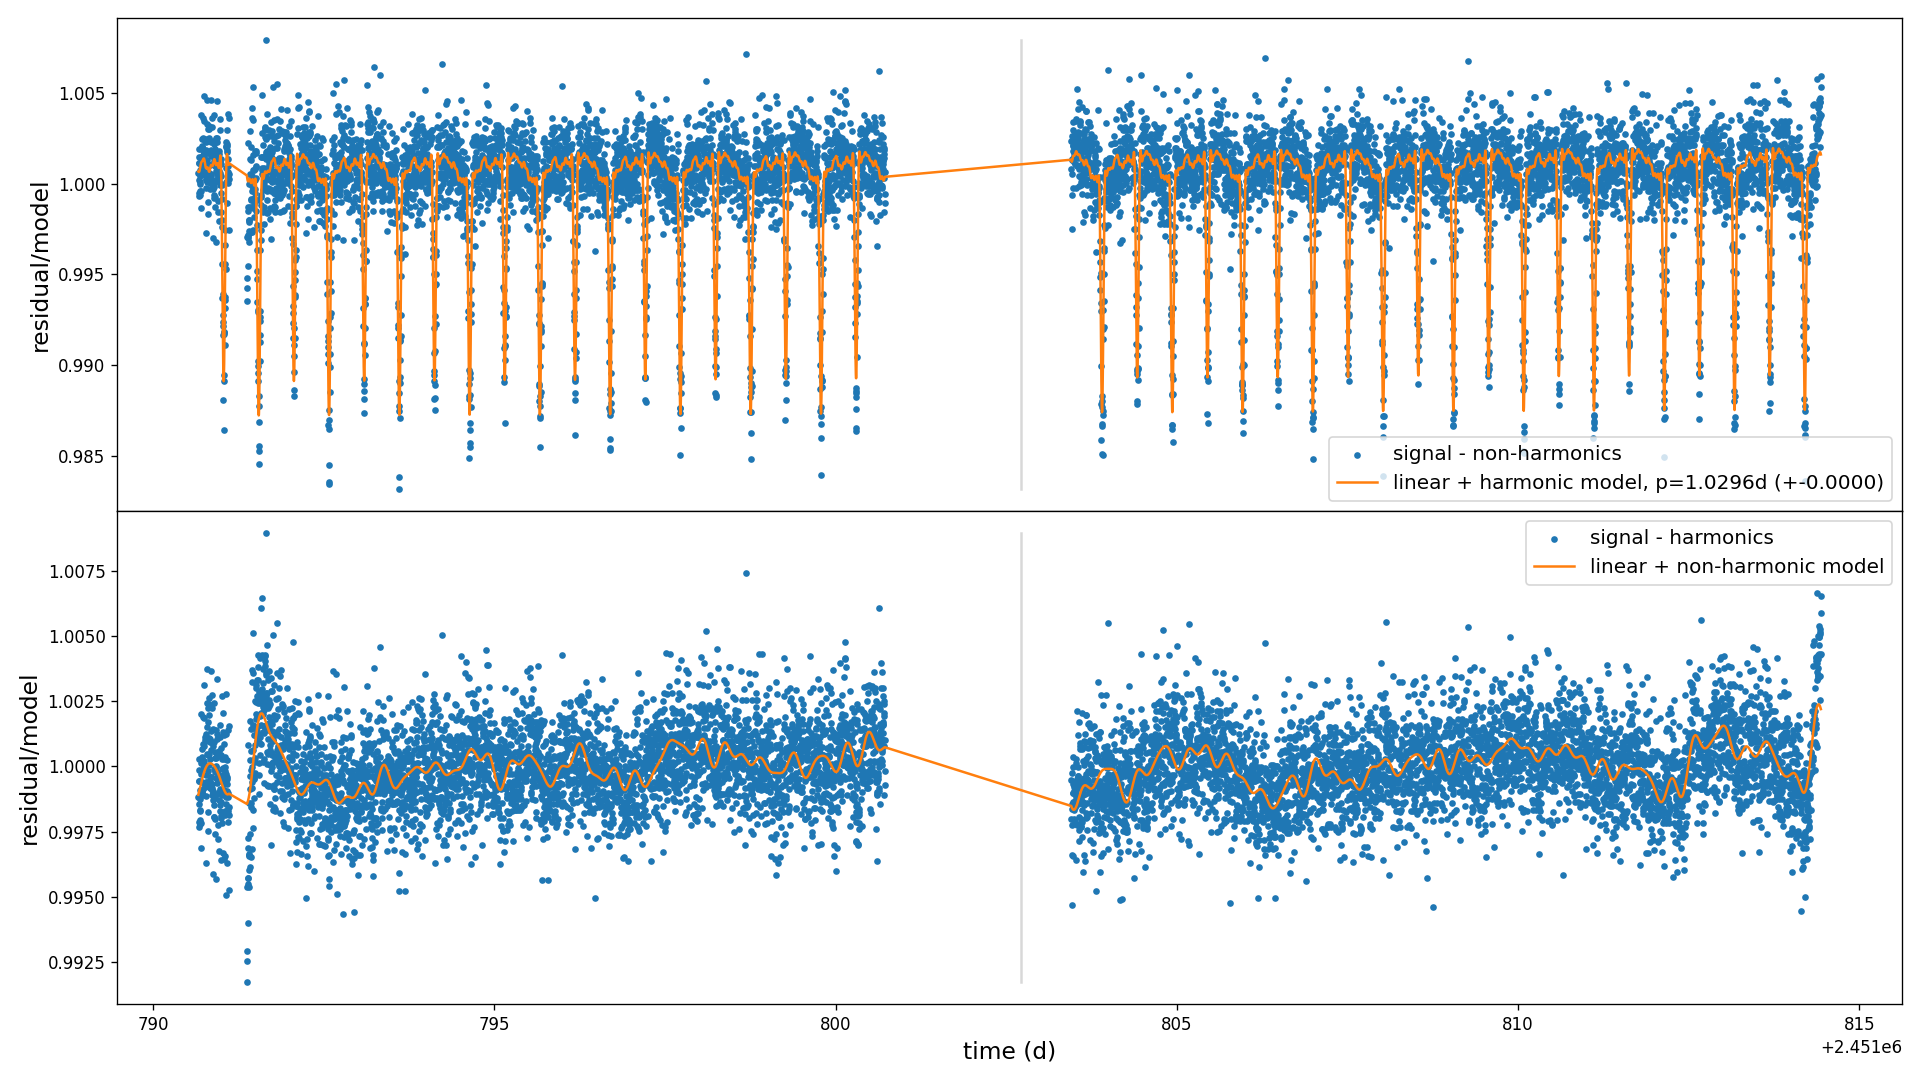 1.005
1.000
0.995
0.990
0.985
residual/model
signal - non-harmonics
linear + harmonic model, p=1.0296d (+-0.0000)
1.0075
1.0050
1.0025
1.0000
0.9975
0.9950
0.9925
residual/model
signal - harmonics
linear + non-harmonic model
790
795
800
805
810
815
time (d)
+2.451e6